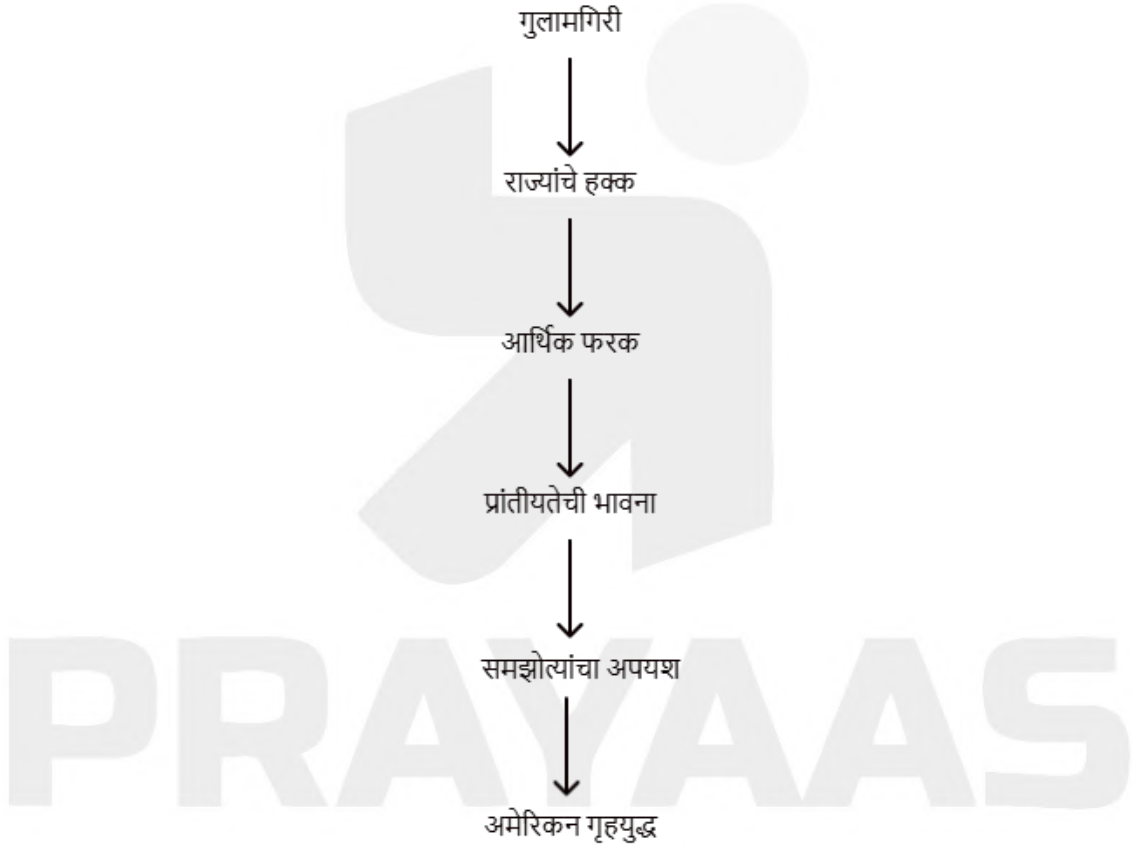 गुलामगिरी
राज्यांचे हक्क
आर्थिक फरक
प्रांतीयतेची भावना
समझोत्यांचा अपयश
अमेरिकन गृहयुद्ध
PRAYAAS